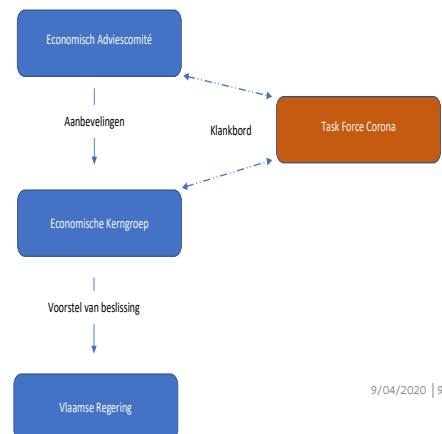 Economisch Adviescomité
Aanbevelingen
Klankbord
Task Force Corona
Economische Kerngroep
Voorstel van beslissing
Vlaamse Regering
9/04/2020 | 9